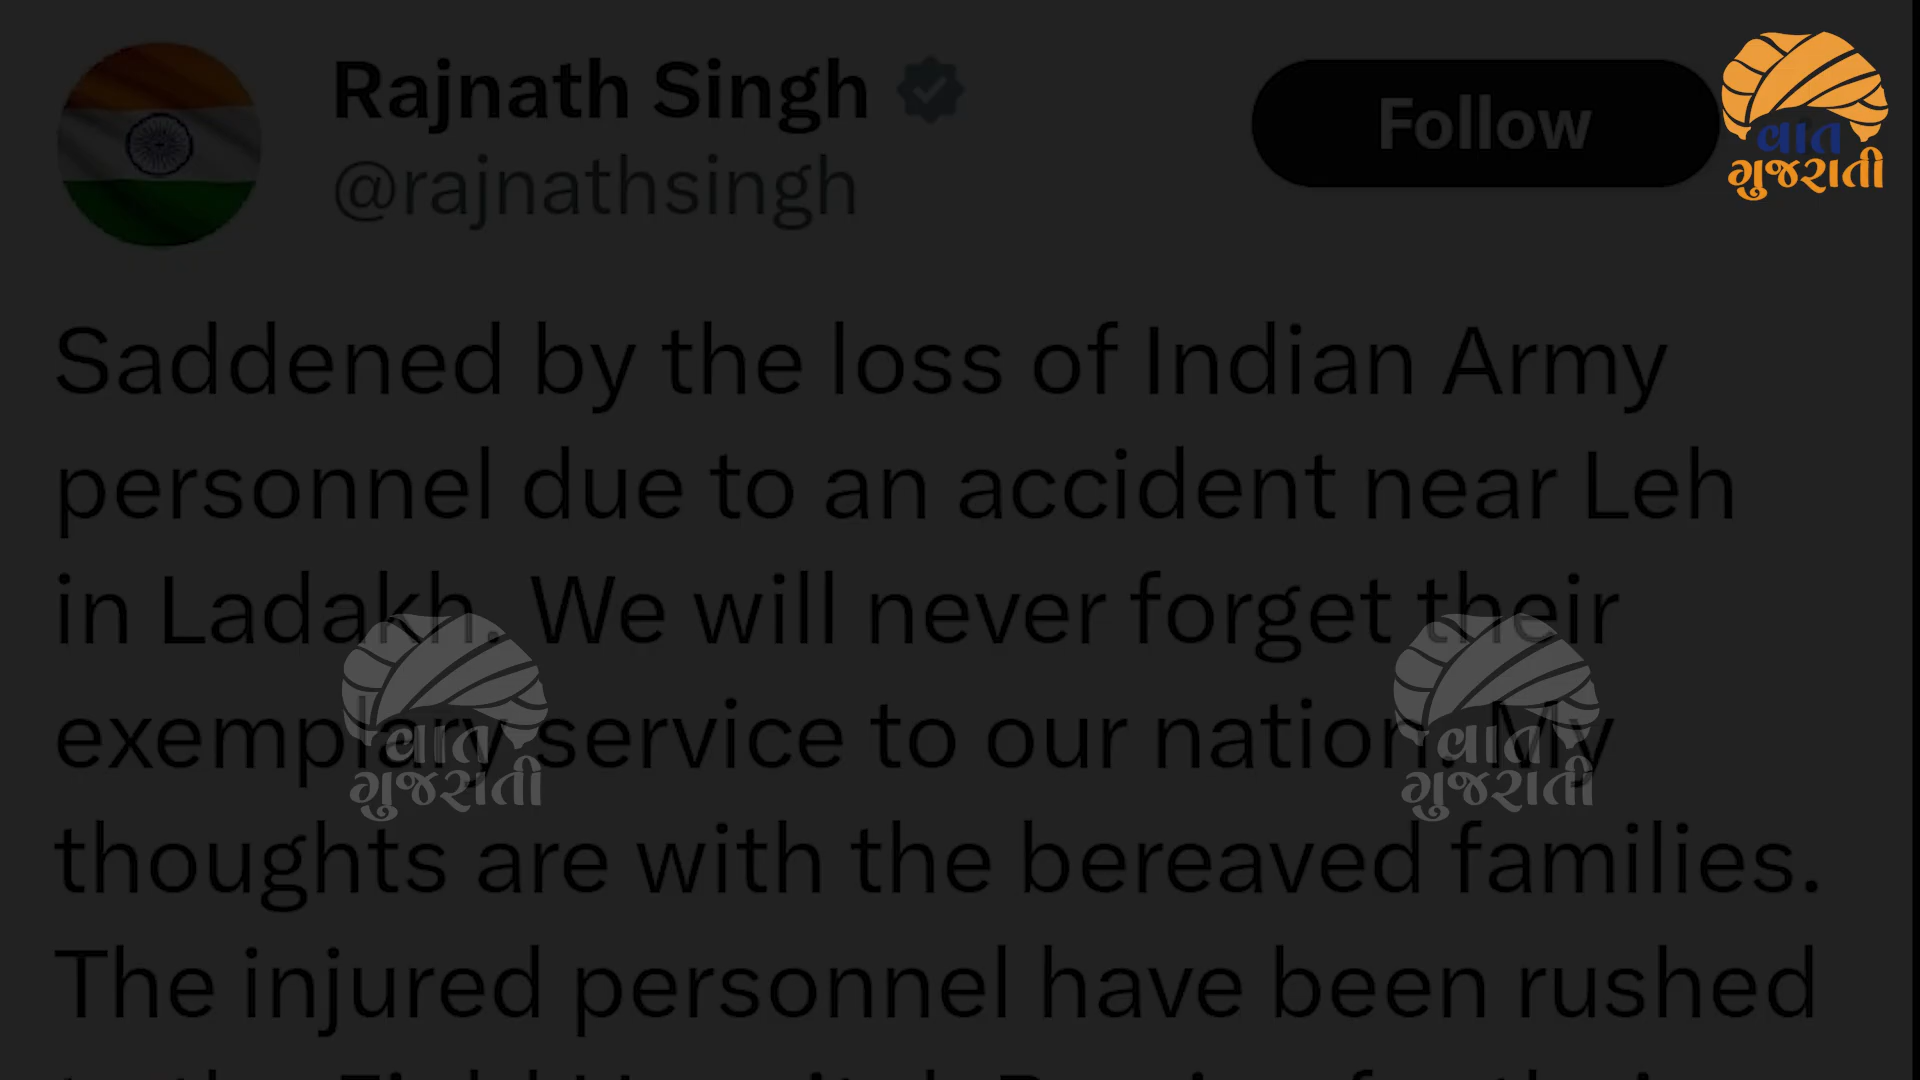 Rajnath Singh
@rajnathsingh
Follow
વાત
ગુજરાતી
Saddened by the loss of Indian Army
personnel due to an accident near Leh
in Ladakh. We will never forget their
exemplary service to our nation. My
વાત
ગુજરાતી
વાત
ગુજરાતી
thoughts are with the bereaved families.
The injured personnel have been rushed